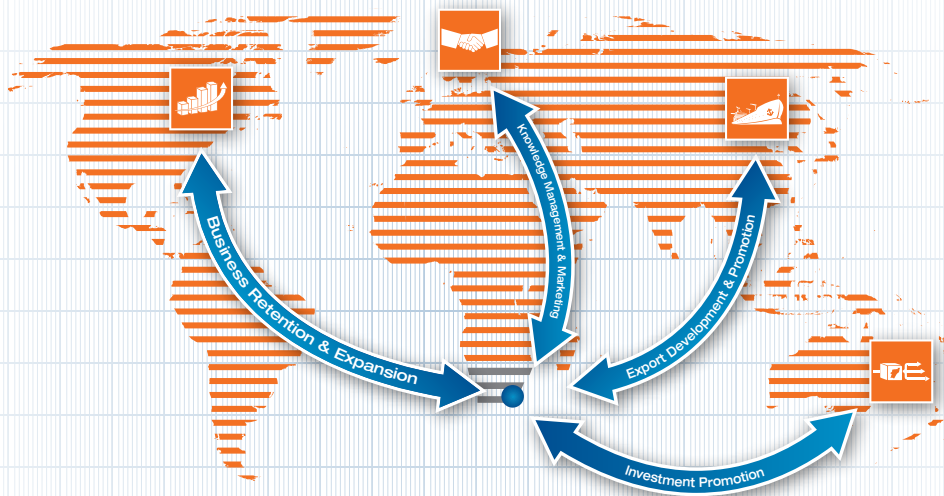 Knowledge Management & Marketing
Business Retention & Expansion
Export Development & Promotion
Investment Promotion